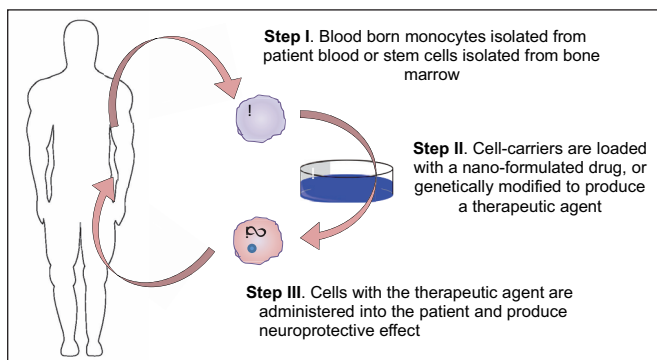 Step I. Blood born monocytes isolated from
patient blood or stem cells isolated from bone
marrow
!
Step II. Cell-carriers are loaded
with a nano-formulated drug, or
genetically modified to produce
a therapeutic agent
Step III. Cells with the therapeutic agent are
administered into the patient and produce
neuroprotective effect